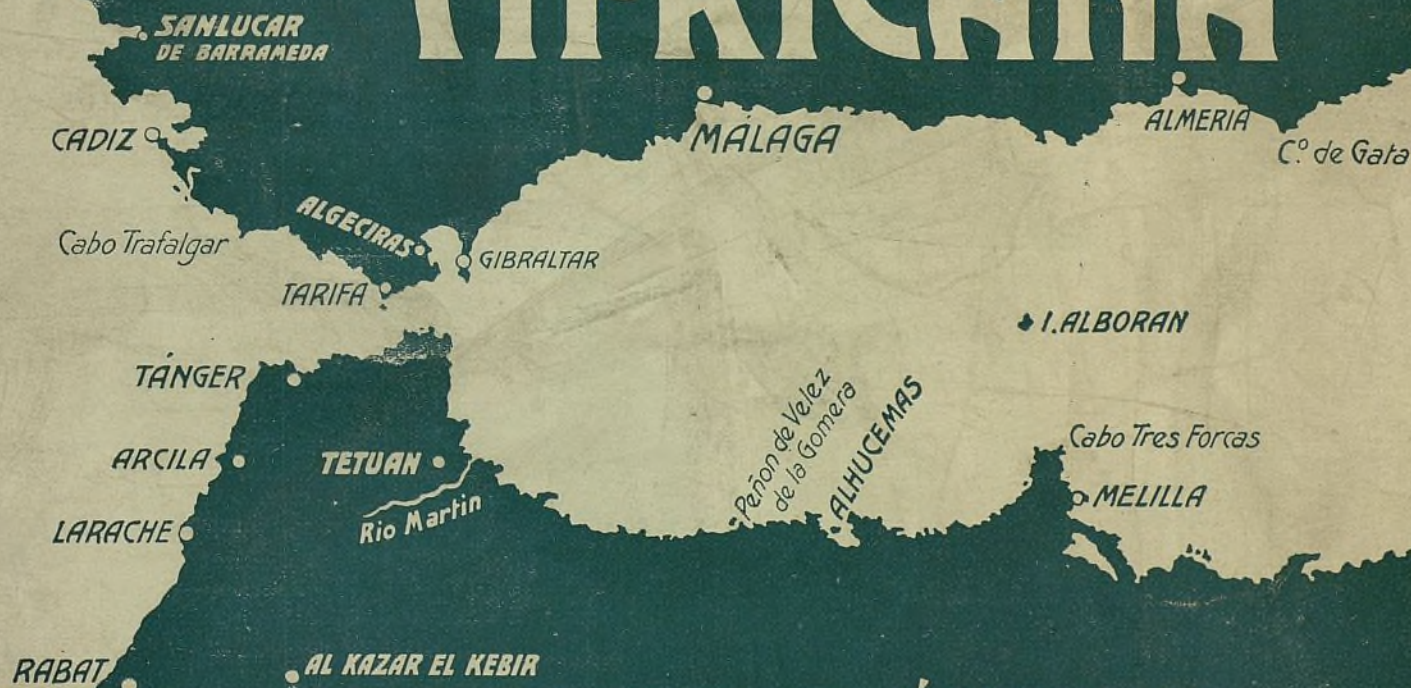 AFRICANA
SANLUCAR
DE BARRAMEDA
CADIZ
MÁLAGA
ALMERIA
C.º de Gata
ALGECIRAS
Cabo Trafalgar
GIBRALTAR
TARIFA
I. ALBORAN
TÁNGER
Peñon de Velez
de la Gomera
ALHUCEMAS
Cabo Tres Forcas
ARCILA
TETUAN
MELILLA
Rio Martin
LARACHE
RABAT
AL KAZAR EL KEBIR